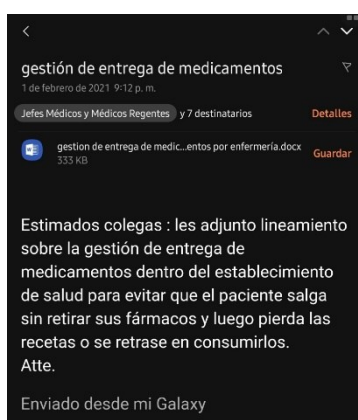 gestión de entrega de medicamentos
1 de febrero de 2021 9:12 p. m.
Jefes Médicos y Médicos Regentes y 7 destinatarios Detalles
gestion de entrega de medic...entos por enfermería.docx Guardar
333 KB
Estimados colegas : les adjunto lineamiento
sobre la gestión de entrega de
medicamentos dentro del establecimiento
de salud para evitar que el paciente salga
sin retirar sus fármacos y luego pierda las
recetas o se retrase en consumirlos.
Atte.
Enviado desde mi Galaxy